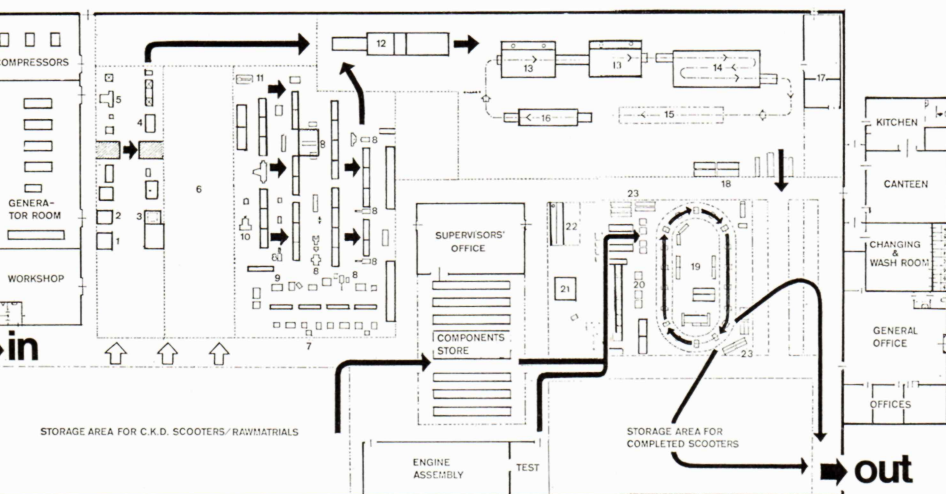 COMPRESSORS
12
13
13
14
17
11
5
4
8
8
15
16
KITCHEN
CANTEEN
6
18
23
GENERA-
TOR ROOM
2
3
1
10
8
22
SUPERVISORS'
OFFICE
CHANGING
&
WASH ROOM
WORKSHOP
6
8
8
8
9
19
21
20
GENERAL
OFFICE
in
7
COMPONENTS
STORE
23
OFFICES
STORAGE AREA FOR C.K.D. SCOOTERS/RAWMATRIALS
STORAGE AREA FOR
COMPLETED SCOOTERS
ENGINE
ASSEMBLY
TEST
out